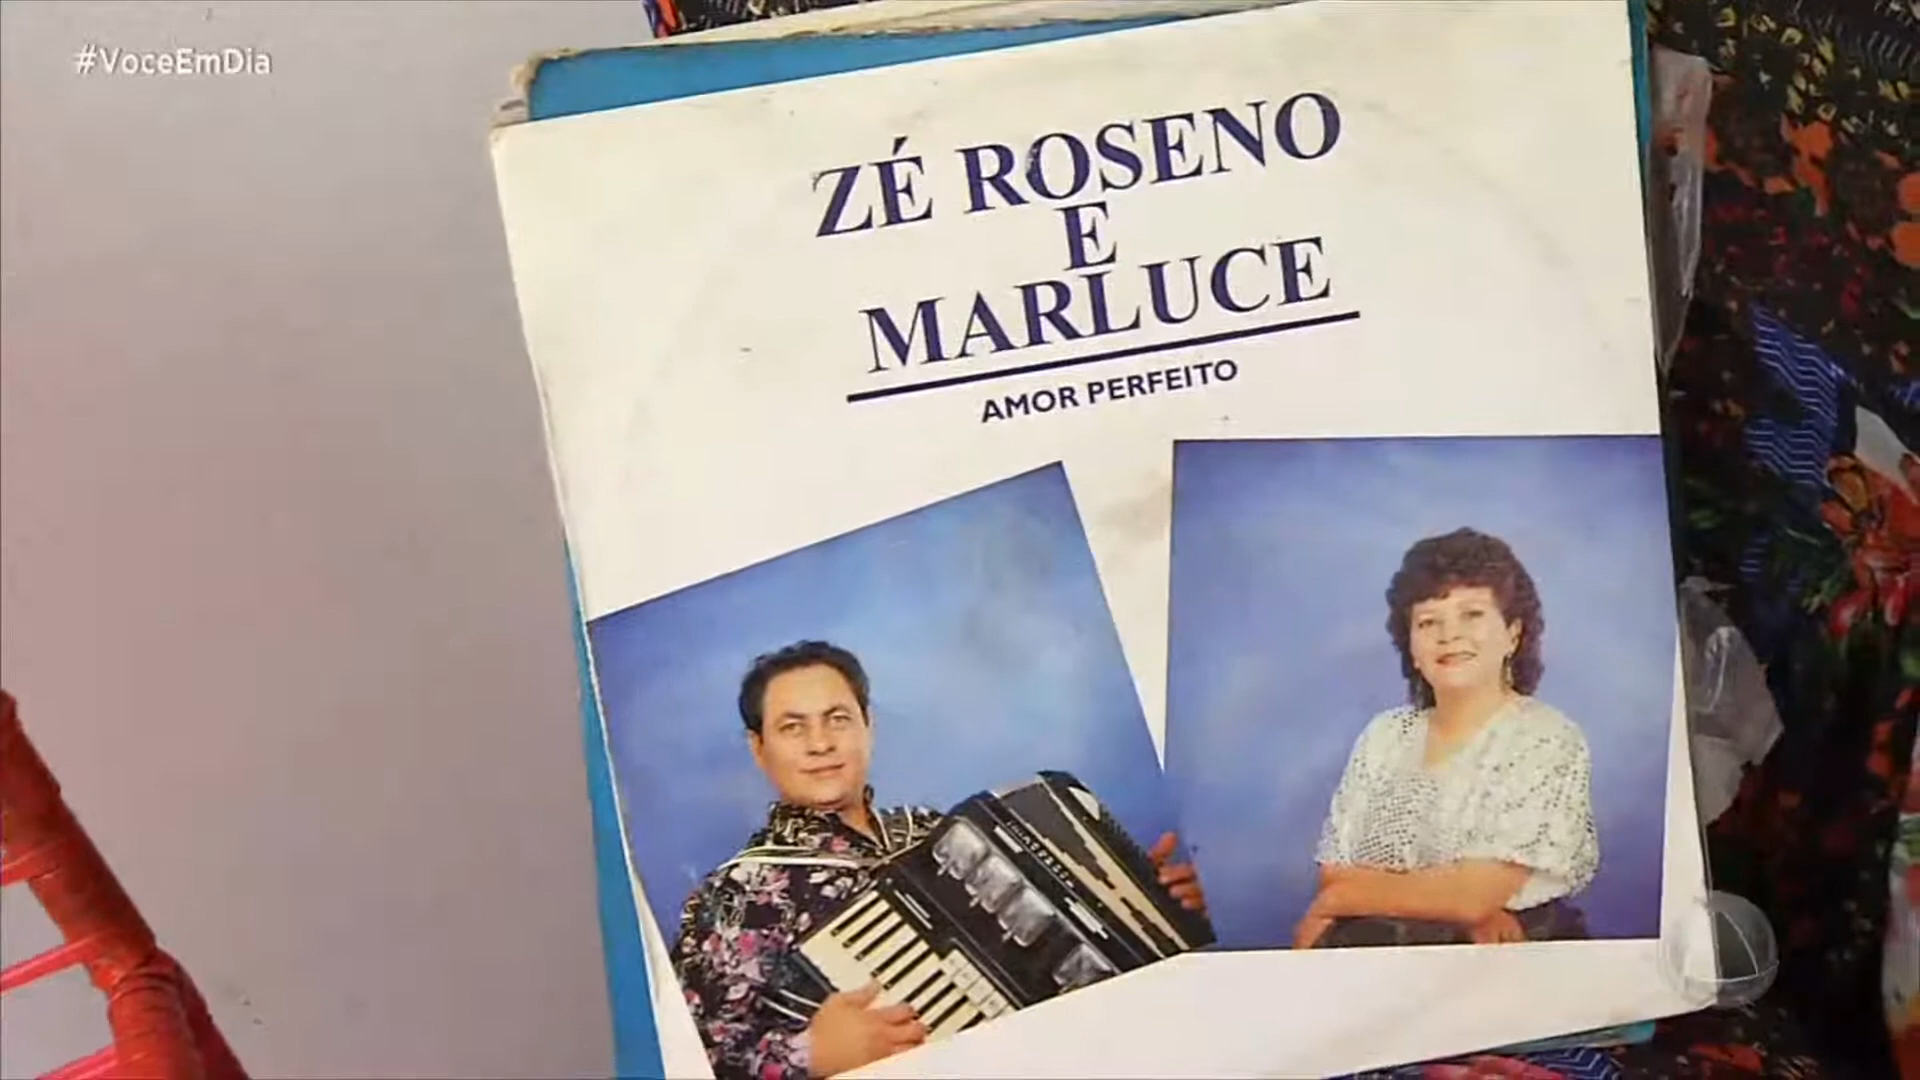 #VoceEmDia
ZÉ ROSENO
E
MARLUCE
AMOR PERFEITO